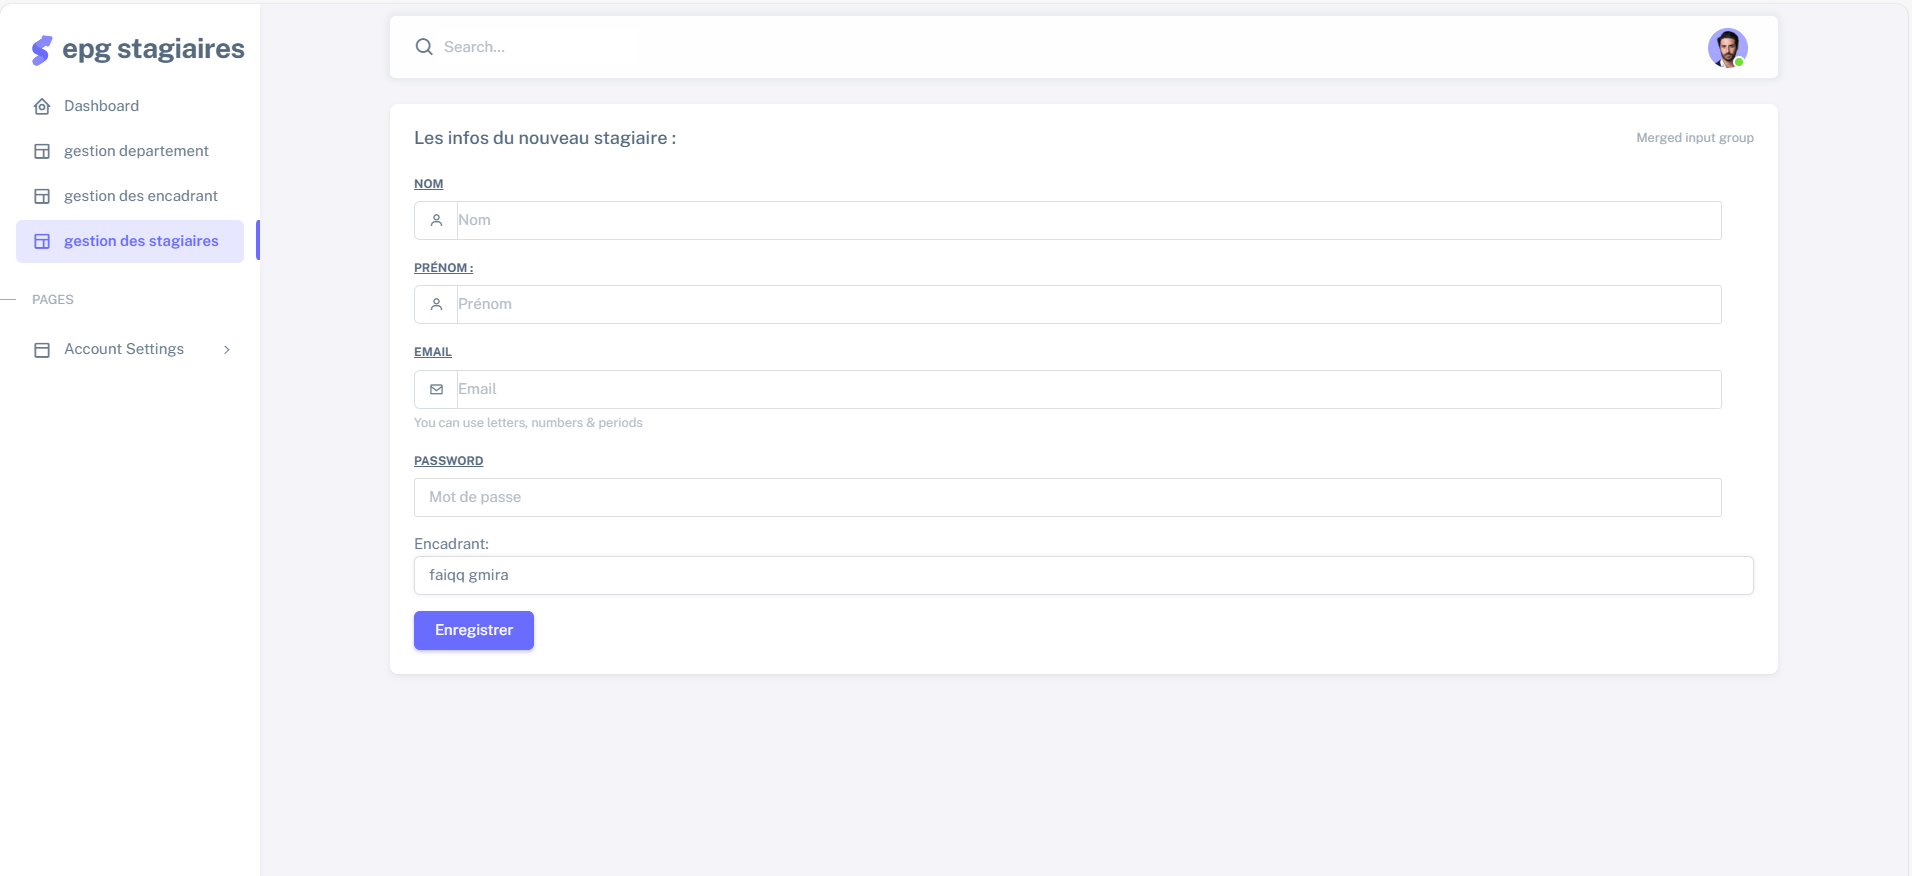 epg stagiaires
Dashboard
gestion departement
gestion des encadrant
gestion des stagiaires
PAGES
Account Settings
Search...
Les infos du nouveau stagiaire :
Merged input group
NOM
Nom
PRÉNOM :
Prénom
EMAIL
Email
You can use letters, numbers & periods
PASSWORD
Mot de passe
Encadrant:
faiqq gmira
Enregistrer